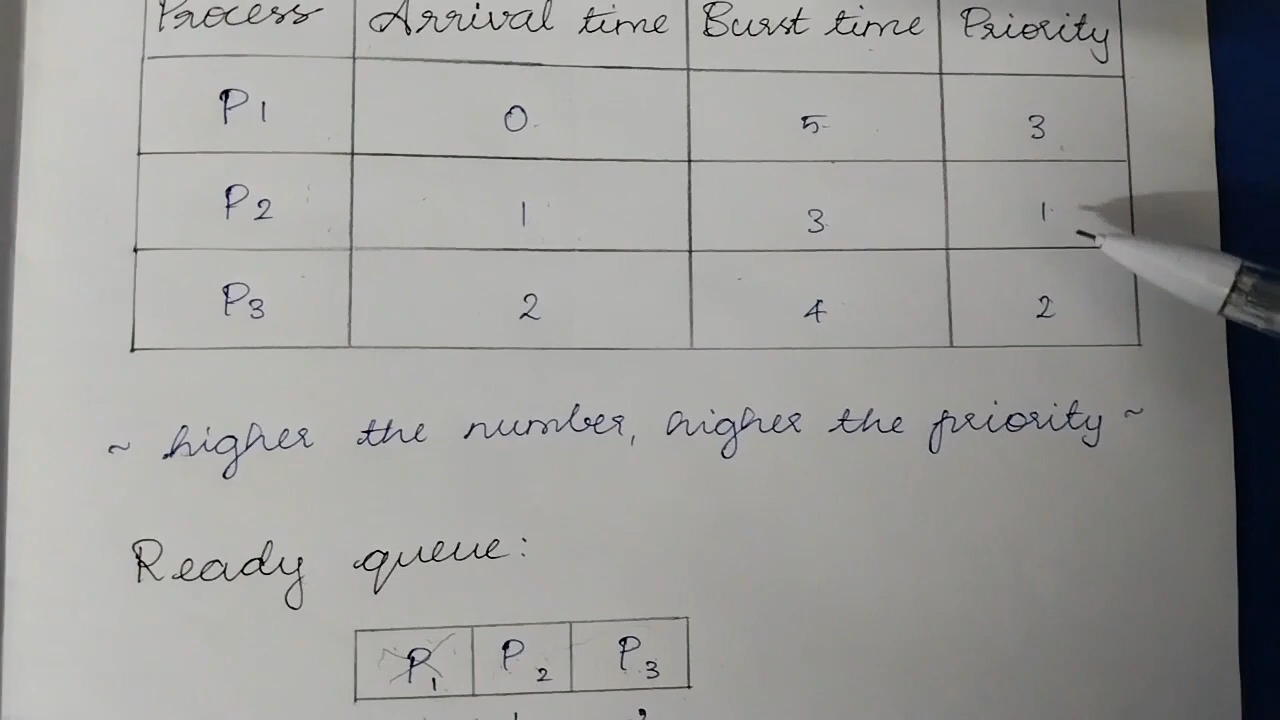 Process Arrival time Burst time Priority
P1 0 5 3
P2 1 3 1
P3 2 4 2
~ higher the number, higher the priority ~
Ready queue:
P1 P2 P3